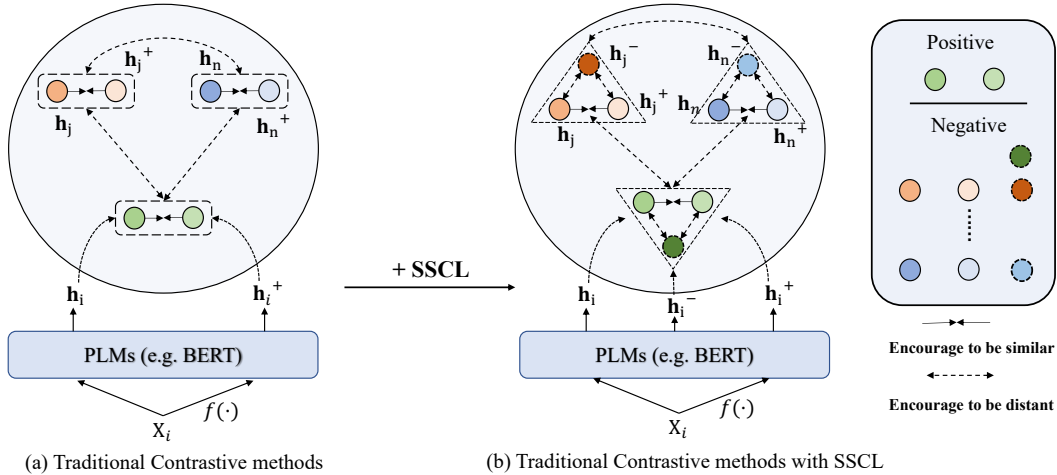 h_j^+
h_n
h_j
h_n^+
h_i
h_i^+
PLMs (e.g. BERT)
f(·)
X_i
(a) Traditional Contrastive methods
+ SSCL
h_j^-
h_n^-
h_j^+
h_n
h_j
h_n^+
h_i
h_i^-
h_i^+
PLMs (e.g. BERT)
f(·)
X_i
(b) Traditional Contrastive methods with SSCL
Positive
Negative
Encourage to be similar
Encourage to be distant